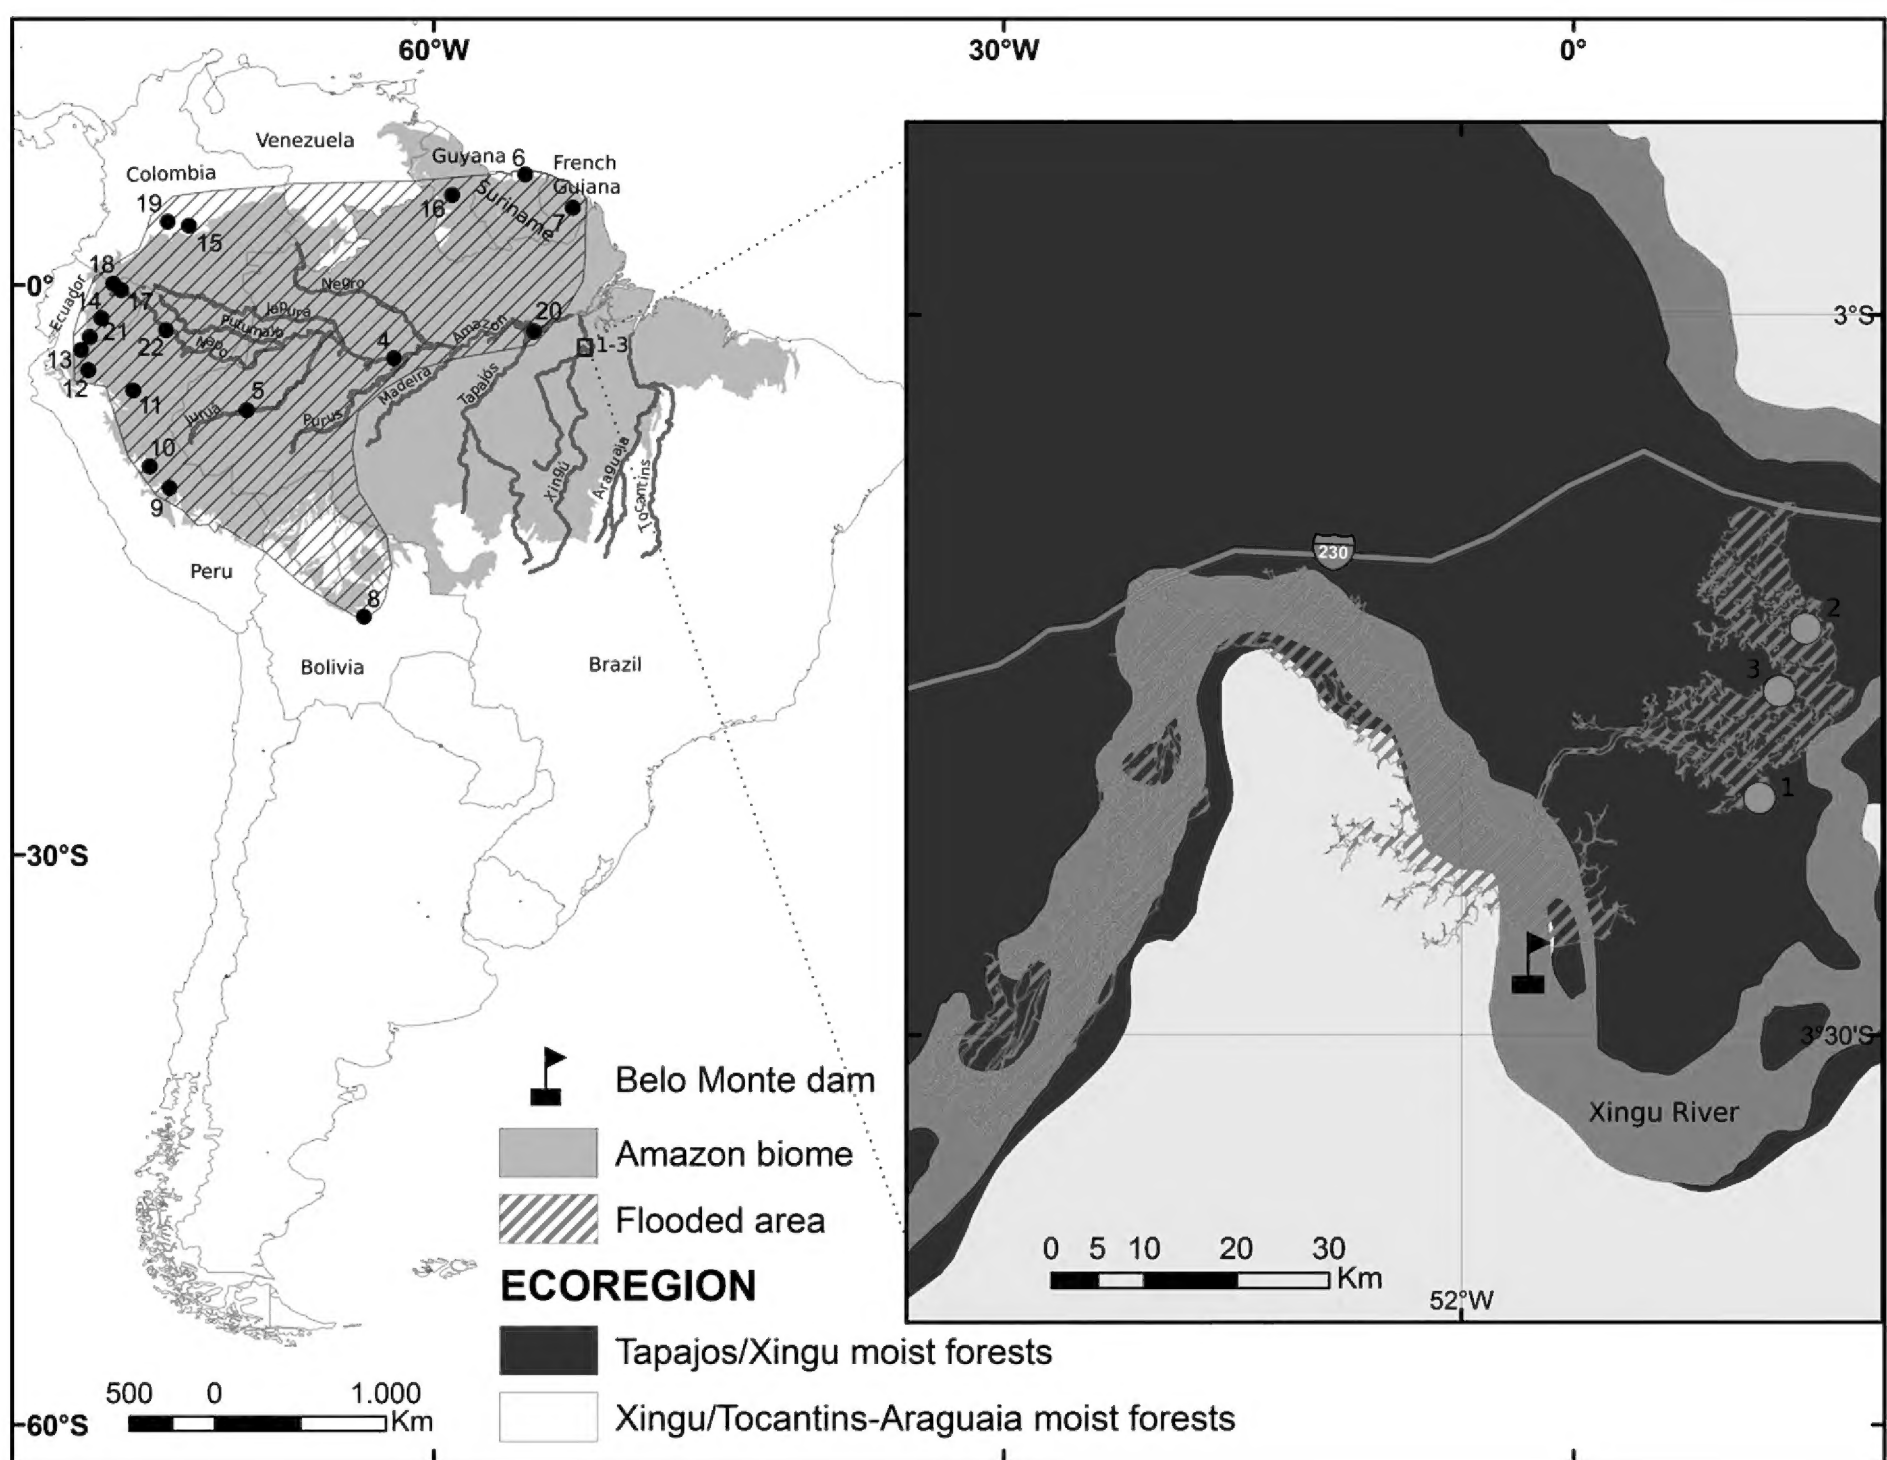 60°W
30°W
0°
Venezuela
Guyana
6
French
Guiana
Colombia
Suriname
19
16
7
15
18
0°
Ecuador
14
17
Negro
Japurá
Putumayo
Napo
Amazon
20
4
1-3
21
22
13
12
Madeira
Tapajós
5
11
Juruá
Purus
10
Xingú
Araguaia
Tocantins
9
Peru
8
Bolivia
Brazil
30°S
60°S
3°S
230
2
3
1
3°30'S
Xingu River
0 5 10 20 30
Km
52°W
Belo Monte dam
Amazon biome
Flooded area
ECOREGION
Tapajos/Xingu moist forests
Xingu/Tocantins-Araguaia moist forests
500 0 1.000
Km